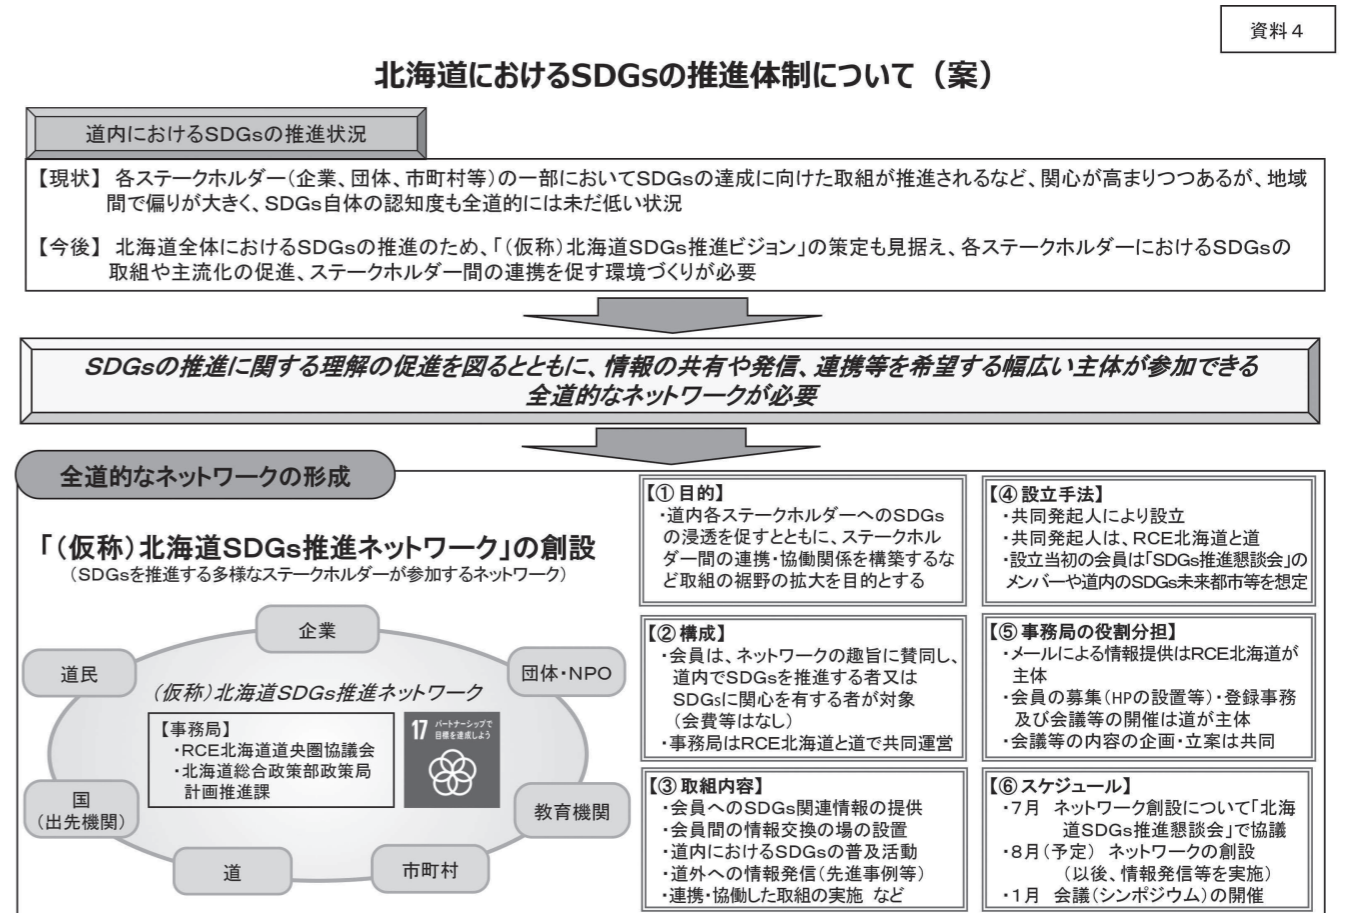 資料４
北海道におけるSDGsの推進体制について（案）
道内におけるSDGsの推進状況
【現状】 各ステークホルダー（企業、団体、市町村等）の一部においてSDGsの達成に向けた取組が推進されるなど、関心が高まりつつあるが、地域
間で偏りが大きく、SDGs自体の認知度も全道的には未だ低い状況
【今後】 北海道全体におけるSDGsの推進のため、「（仮称）北海道SDGs推進ビジョン」の策定も見据え、各ステークホルダーにおけるSDGsの
取組や主流化の促進、ステークホルダー間の連携を促す環境づくりが必要
SDGsの推進に関する理解の促進を図るとともに、情報の共有や発信、連携等を希望する幅広い主体が参加できる
全道的なネットワークが必要
全道的なネットワークの形成
「（仮称）北海道SDGs推進ネットワーク」の創設
（SDGsを推進する多様なステークホルダーが参加するネットワーク）
企業
道民
団体・NPO
（仮称）北海道SDGs推進ネットワーク
【事務局】
・RCE北海道道央圏協議会
・北海道総合政策部政策局
計画推進課
17 パートナーシップで
目標を達成しよう
国
（出先機関）
教育機関
道
市町村
【① 目的】
・道内各ステークホルダーへのSDGs
の浸透を促すとともに、ステークホル
ダー間の連携・協働関係を構築するな
ど取組の裾野の拡大を目的とする
【② 構成】
・会員は、ネットワークの趣旨に賛同し、
道内でSDGsを推進する者又は
SDGsに関心を有する者が対象
（会費等はなし）
・事務局はRCE北海道と道で共同運営
【③ 取組内容】
・会員へのSDGs関連情報の提供
・会員間の情報交換の場の設置
・道内におけるSDGsの普及活動
・道外への情報発信（先進事例等）
・連携・協働した取組の実施 など
【④ 設立手法】
・共同発起人により設立
・共同発起人は、RCE北海道と道
・設立当初の会員は「SDGs推進懇談会」の
メンバーや道内のSDGs未来都市等を想定
【⑤ 事務局の役割分担】
・メールによる情報提供はRCE北海道が
主体
・会員の募集（HPの設置等）・登録事務
及び会議等の開催は道が主体
・会議等の内容の企画・立案は共同
【⑥ スケジュール】
・７月 ネットワーク創設について「北海
道SDGs推進懇談会」で協議
・８月（予定） ネットワークの創設
（以後、情報発信等を実施）
・１月 会議（シンポジウム）の開催